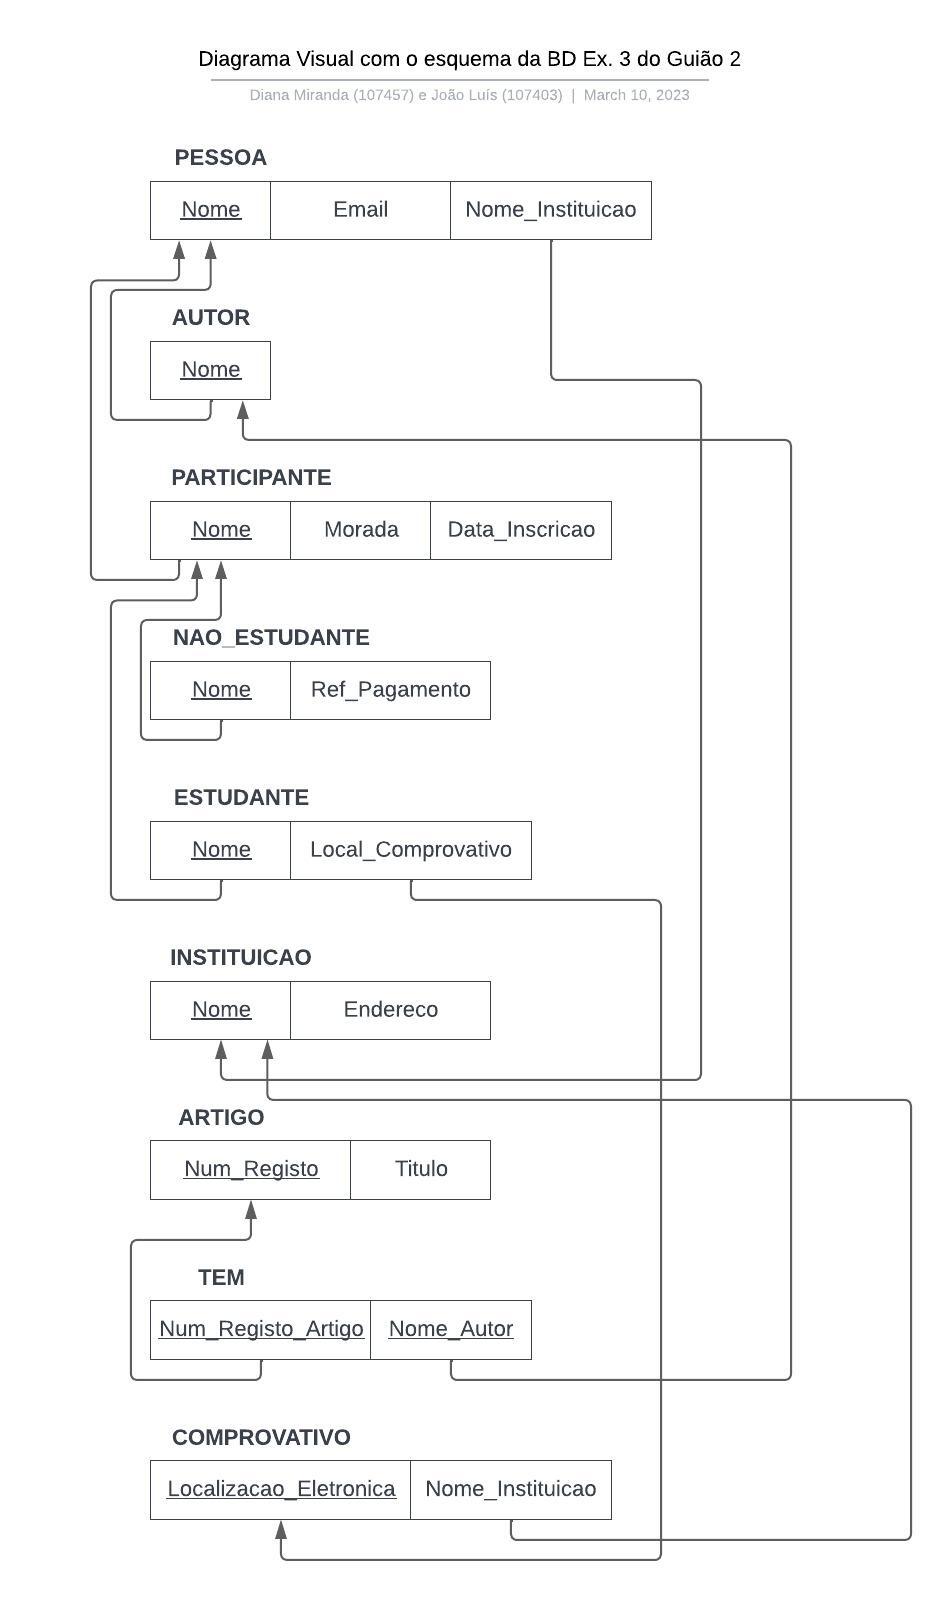 Diagrama Visual com o esquema da BD Ex. 3 do Guião 2
Diana Miranda (107457) e João Luís (107403) | March 10, 2023
PESSOA
Nome Email Nome_Instituicao
AUTOR
Nome
PARTICIPANTE
Nome Morada Data_Inscricao
NAO_ESTUDANTE
Nome Ref_Pagamento
ESTUDANTE
Nome Local_Comprovativo
INSTITUICAO
Nome Endereco
ARTIGO
Num_Registo Titulo
TEM
Num_Registo_Artigo Nome_Autor
COMPROVATIVO
Localizacao_Eletronica Nome_Instituicao